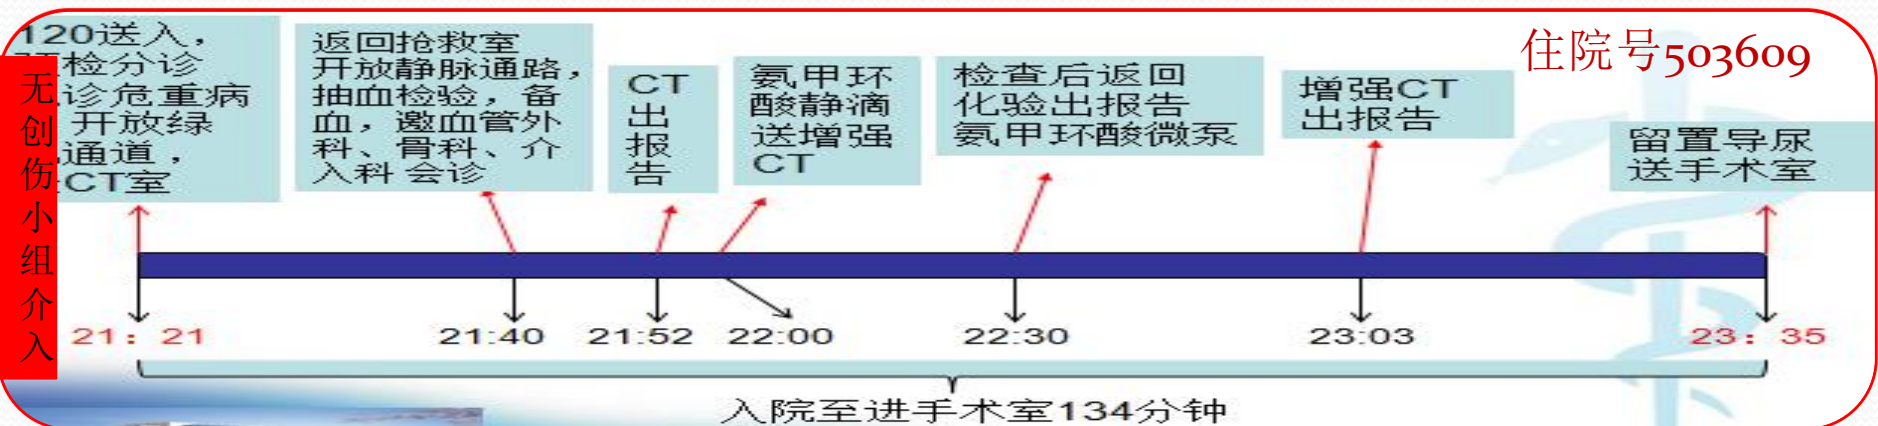 120送入，
检分诊
诊危重病
开放绿
通道，
CT室
无创伤小组介入
返回抢救室
开放静脉通路，
抽血检验，备
血，邀血管外
科、骨科、介
入科 会诊
CT
出
报
告
氨甲环
酸静滴
送增强
CT
检查后返回
化验出报告
氨甲环酸微泵
增强CT
出报告
住院号503609
留置导尿
送手术室
21：21
21:40
21:52
22:00
22:30
23:03
23：35
入院至进手术室134分钟